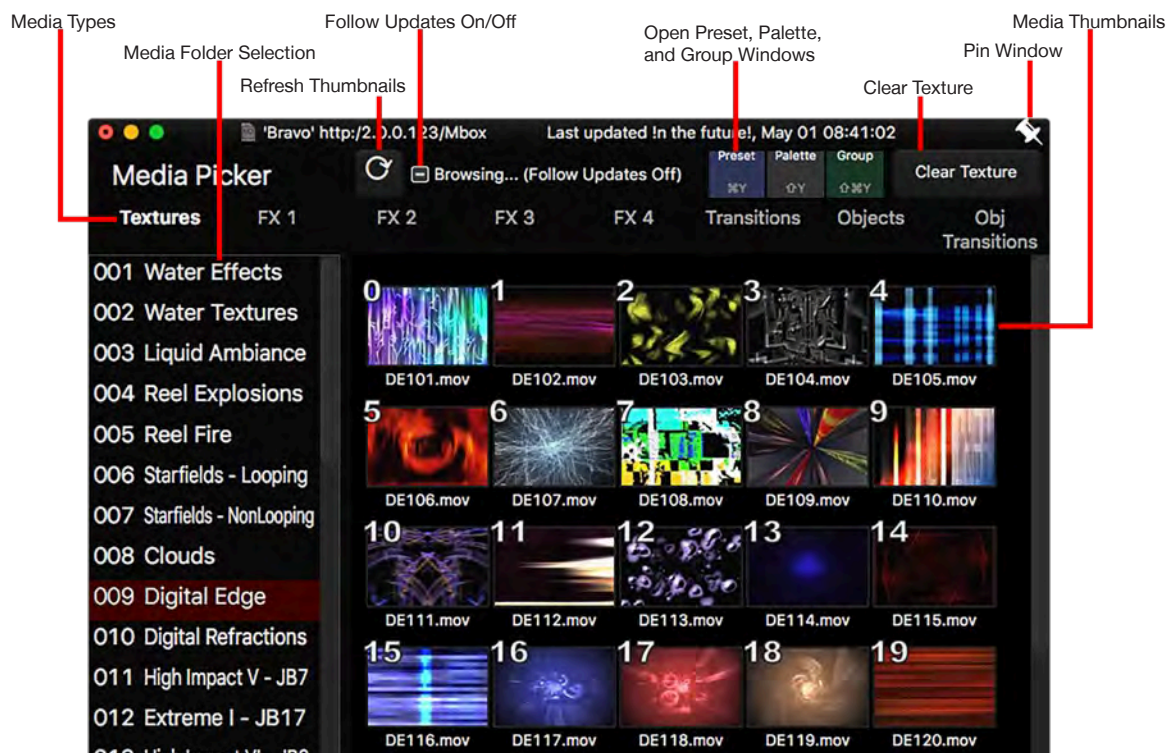 Media Types
Follow Updates On/Off
Media Thumbnails
Media Folder Selection
Open Preset, Palette,
and Group Windows
Pin Window
Refresh Thumbnails
Clear Texture
'Bravo' http:/2.0.0.123/Mbox
Last updated !n the future!, May 01 08:41:02
Media Picker
Browsing... (Follow Updates Off)
Preset
⌘Y
Palette
⇧Y
Group
⇧⌘Y
Clear Texture
Textures
FX 1
FX 2
FX 3
FX 4
Transitions
Objects
Obj
Transitions
001 Water Effects
002 Water Textures
003 Liquid Ambiance
004 Reel Explosions
005 Reel Fire
006 Starfields - Looping
007 Starfields - NonLooping
008 Clouds
009 Digital Edge
010 Digital Refractions
011 High Impact V - JB7
012 Extreme I - JB17
0 1 2 3 4
DE101.mov DE102.mov DE103.mov DE104.mov DE105.mov
5 6 7 8 9
DE106.mov DE107.mov DE108.mov DE109.mov DE110.mov
10 11 12 13 14
DE111.mov DE112.mov DE113.mov DE114.mov DE115.mov
15 16 17 18 19
DE116.mov DE117.mov DE118.mov DE119.mov DE120.mov